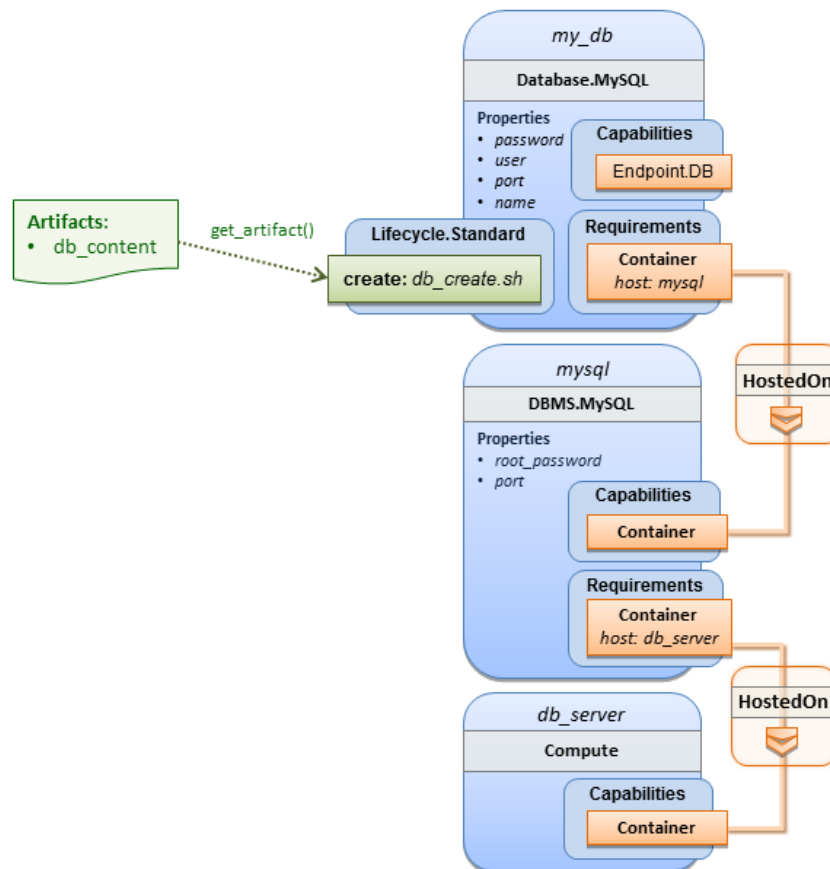 my_db
Database.MySQL
Properties
• password
• user
• port
• name
Capabilities
Endpoint.DB
Artifacts:
• db_content
get_artifact()
Lifecycle.Standard
create: db_create.sh
Requirements
Container
host: mysql
HostedOn
mysql
DBMS.MySQL
Properties
• root_password
• port
Capabilities
Container
Requirements
Container
host: db_server
HostedOn
db_server
Compute
Capabilities
Container